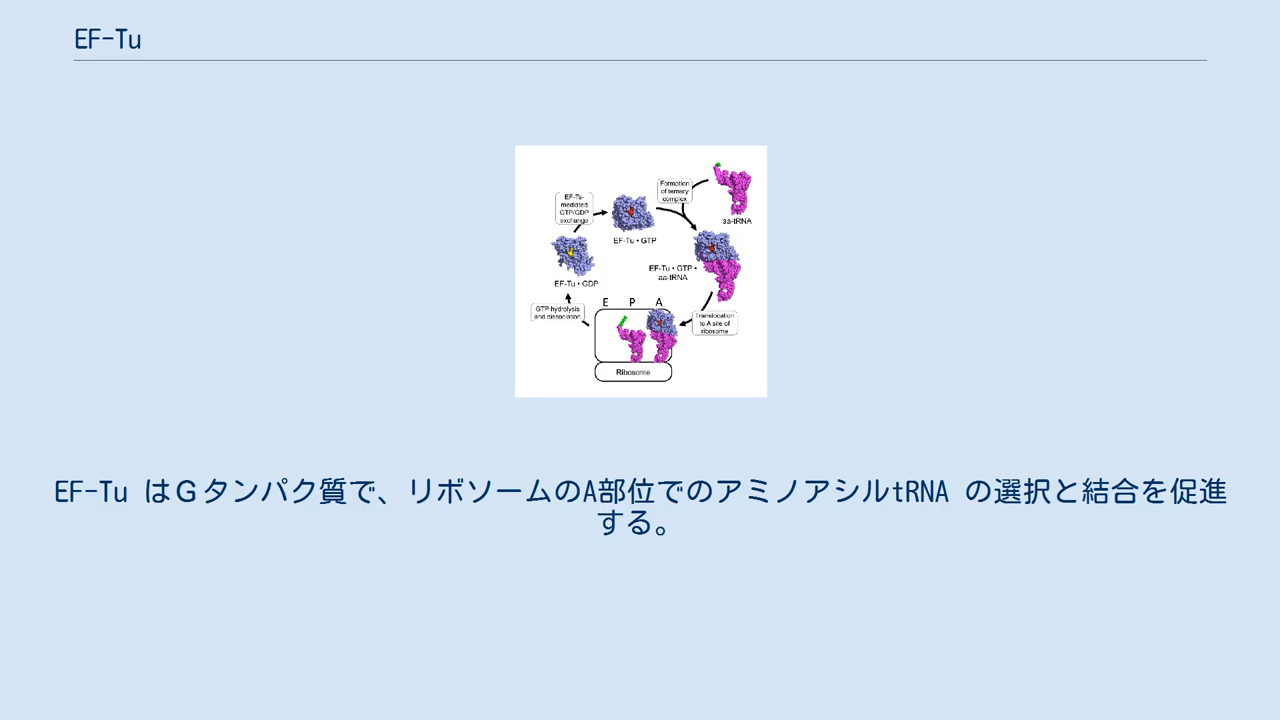 EF-Tu
EF-Tu-
mediated
GTP/GDP
exchange
Formation
of ternary
complex
aa-tRNA
EF-Tu • GTP
EF-Tu • GTP •
aa-tRNA
EF-Tu • GDP
GTP hydrolysis
and dissociation
E P A
Translocation
to A site of
ribosome
Ribosome
EF-Tu はＧタンパク質で、リボソームのA部位でのアミノアシルtRNA の選択と結合を促進
する。